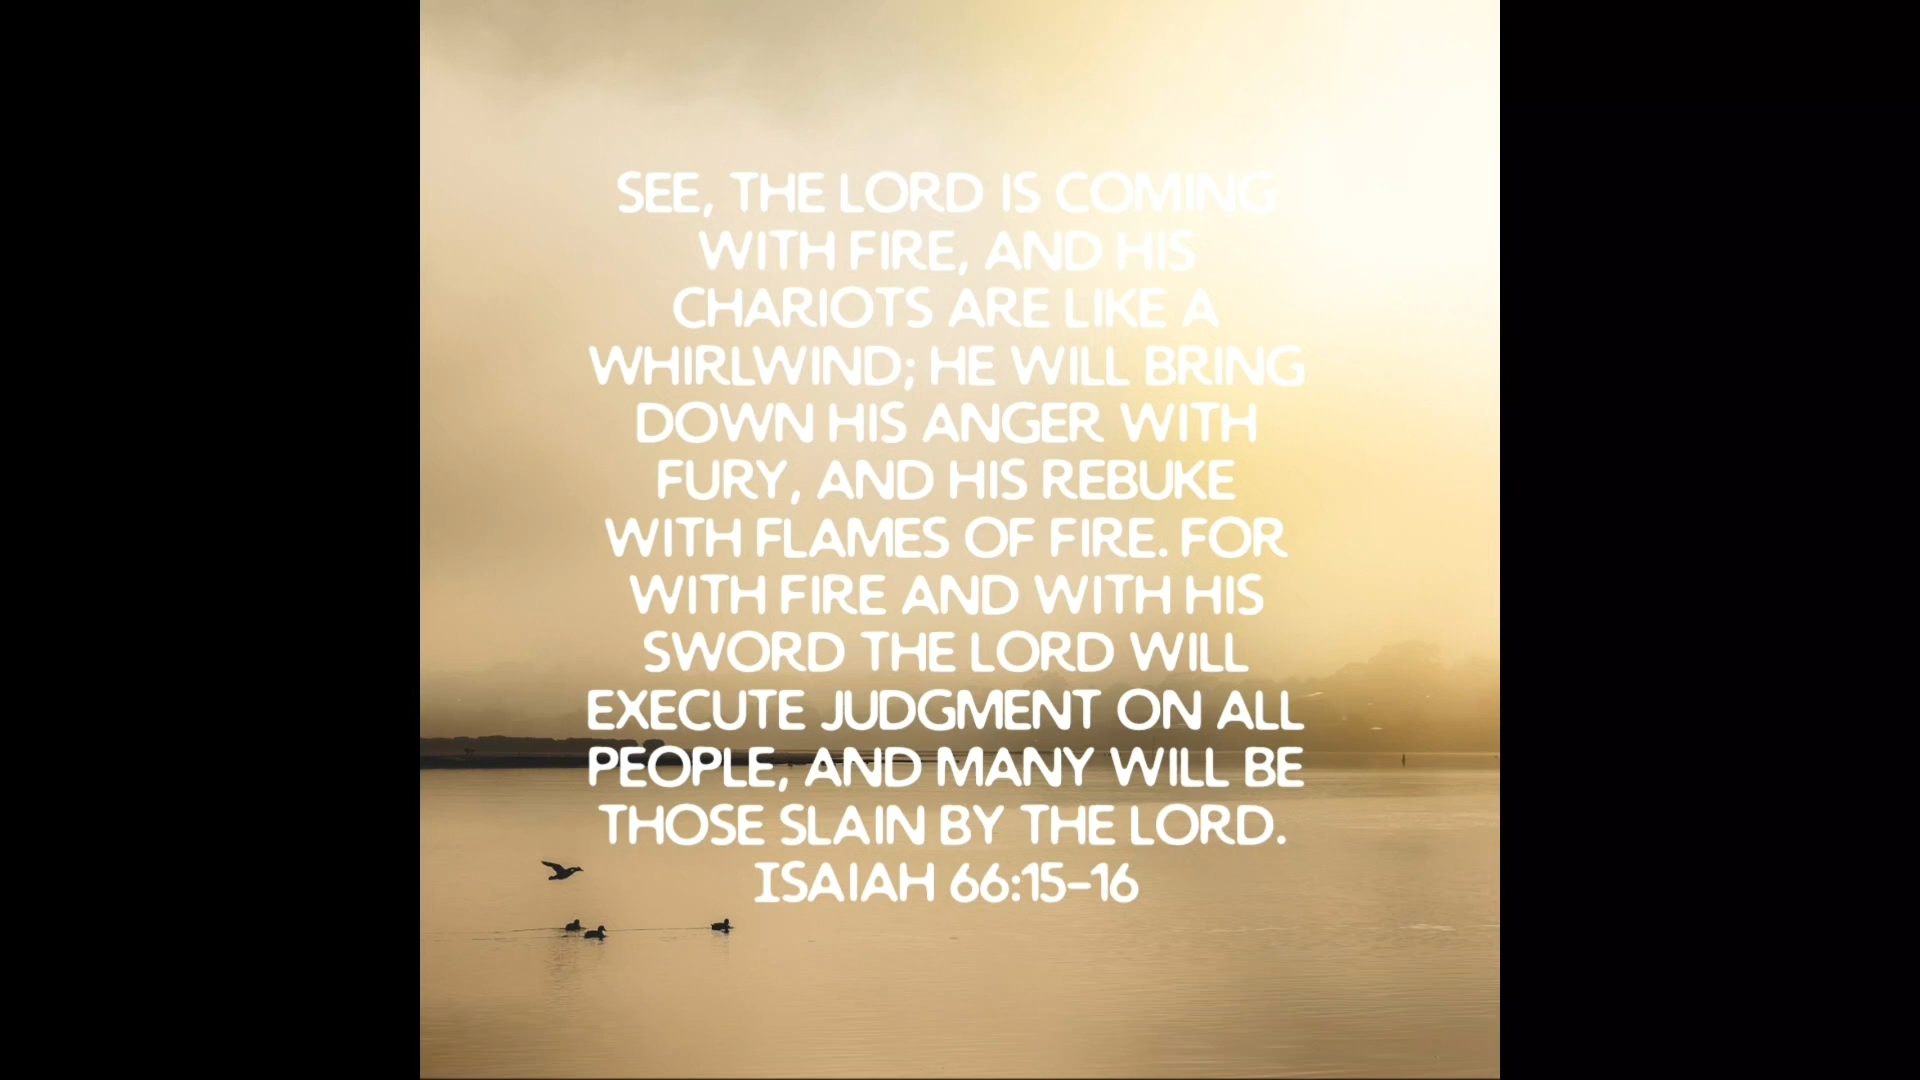 SEE, THE LORD IS COMING
WITH FIRE, AND HIS
CHARIOTS ARE LIKE A
WHIRLWIND; HE WILL BRING
DOWN HIS ANGER WITH
FURY, AND HIS REBUKE
WITH FLAMES OF FIRE. FOR
WITH FIRE AND WITH HIS
SWORD THE LORD WILL
EXECUTE JUDGMENT ON ALL
PEOPLE, AND MANY WILL BE
THOSE SLAIN BY THE LORD.
ISAIAH 66:15-16